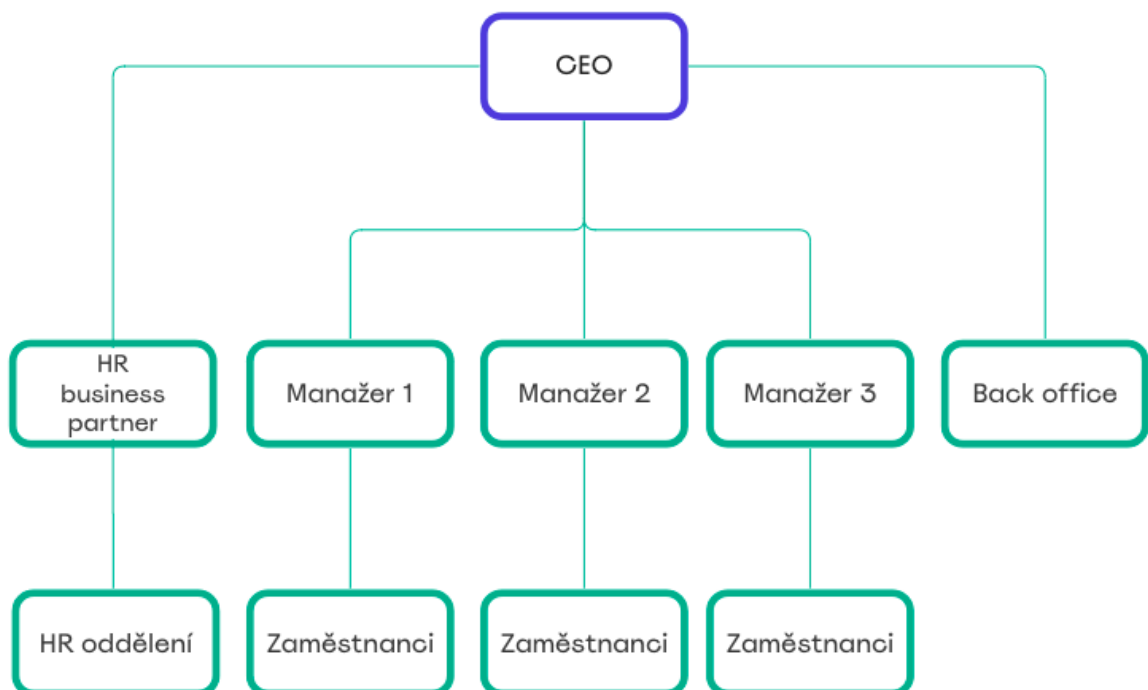 CEO
HR
business
partner
Manažer 1
Manažer 2
Manažer 3
Back office
HR oddělení
Zaměstnanci
Zaměstnanci
Zaměstnanci